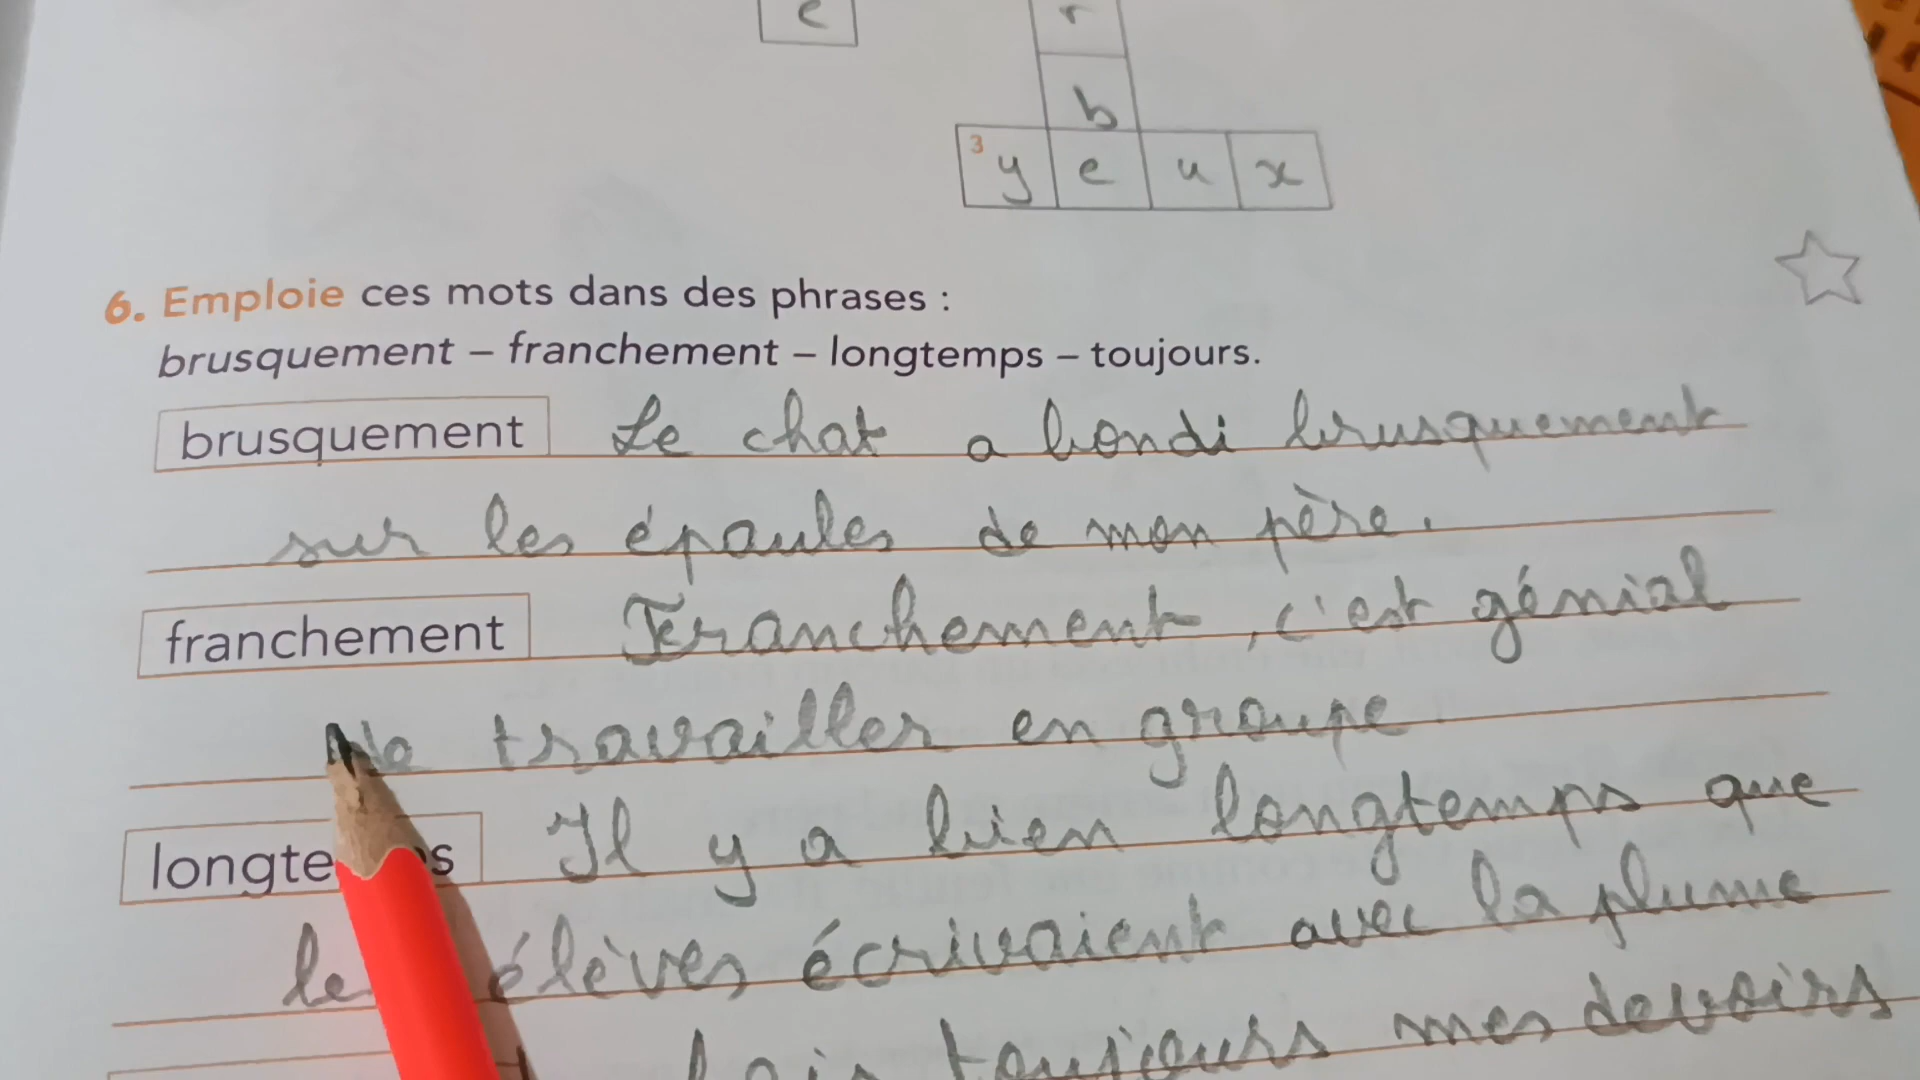 e
r
b
3 y e u x
6. Emploie ces mots dans des phrases :
brusquement – franchement – longtemps – toujours.
brusquement Le chat a bondi brusquement
sur les épaules de mon père.
franchement Franchement, c'est génial
de travailler en groupe
Il y a bien longtemps que
élèves écrivaient avec la plume
fais toujours mes devoirs